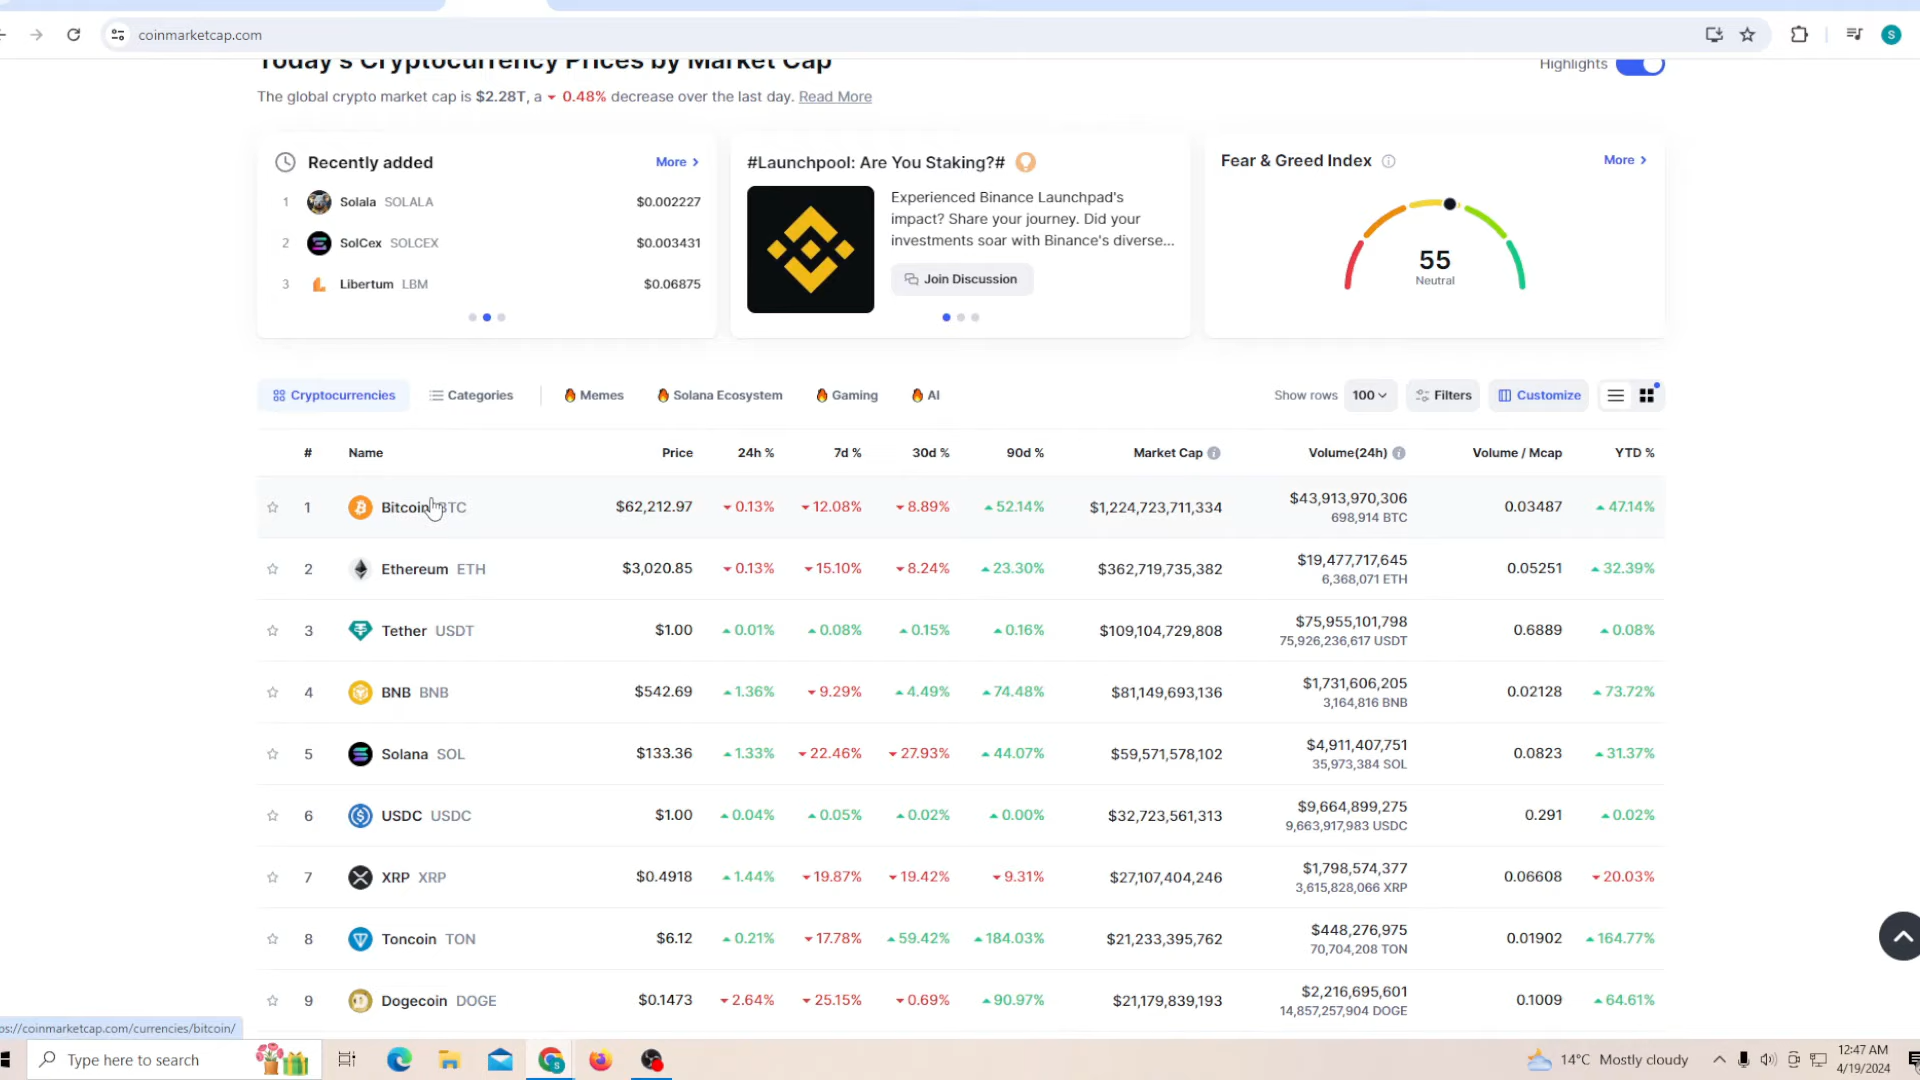 coinmarketcap.com
S
Today's Cryptocurrency Prices by Market Cap
Highlights
The global crypto market cap is $2.28T, a 0.48% decrease over the last day. Read More
Recently added More
1 Solala SOLALA $0.002227
2 SolCex SOLCEX $0.003431
3 Libertum LBM $0.06875
#Launchpool: Are You Staking?#
Experienced Binance Launchpad's
impact? Share your journey. Did your
investments soar with Binance's diverse...
Join Discussion
Fear & Greed Index More
55
Neutral
Cryptocurrencies Categories Memes Solana Ecosystem Gaming AI Show rows 100 Filters Customize
# Name Price 24h % 7d % 30d % 90d % Market Cap Volume(24h) Volume / Mcap YTD %
1 Bitcoin BTC $62,212.97 0.13% 12.08% 8.89% 52.14% $1,224,723,711,334 $43,913,970,306 0.03487 47.14%
698,914 BTC
2 Ethereum ETH $3,020.85 0.13% 15.10% 8.24% 23.30% $362,719,735,382 $19,477,717,645 0.05251 32.39%
6,368,071 ETH
3 Tether USDT $1.00 0.01% 0.08% 0.15% 0.16% $109,104,729,808 $75,955,101,798 0.6889 0.08%
75,926,236,617 USDT
4 BNB BNB $542.69 1.36% 9.29% 4.49% 74.48% $81,149,693,136 $1,731,606,205 0.02128 73.72%
3,164,816 BNB
5 Solana SOL $133.36 1.33% 22.46% 27.93% 44.07% $59,571,578,102 $4,911,407,751 0.0823 31.37%
35,973,384 SOL
6 USDC USDC $1.00 0.04% 0.05% 0.02% 0.00% $32,723,561,313 $9,664,899,275 0.291 0.02%
9,663,917,983 USDC
7 XRP XRP $0.4918 1.44% 19.87% 19.42% 9.31% $27,107,404,246 $1,798,574,377 0.06608 20.03%
3,615,828,066 XRP
8 Toncoin TON $6.12 0.21% 17.78% 59.42% 184.03% $21,233,395,762 $448,276,975 0.01902 164.77%
70,704,208 TON
9 Dogecoin DOGE $0.1473 2.64% 25.15% 0.69% 90.97% $21,179,839,193 $2,216,695,601 0.1009 64.61%
14,857,257,904 DOGE
ps://coinmarketcap.com/currencies/bitcoin/
Type here to search
14°C Mostly cloudy
12:47 AM
4/19/2024